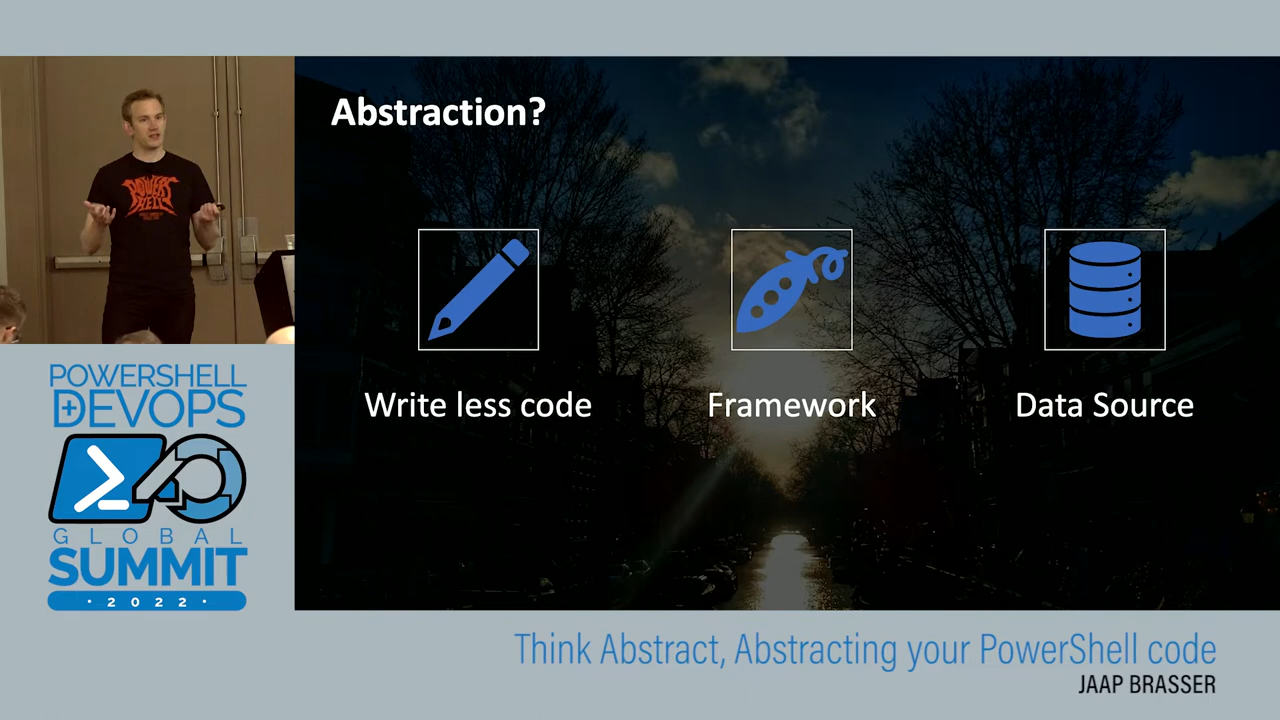 Abstraction?
Write less code
Framework
Data Source
POWERSHELL
DEVOPS
GLOBAL
SUMMIT
· 2022 ·
Think Abstract, Abstracting your PowerShell code
JAAP BRASSER